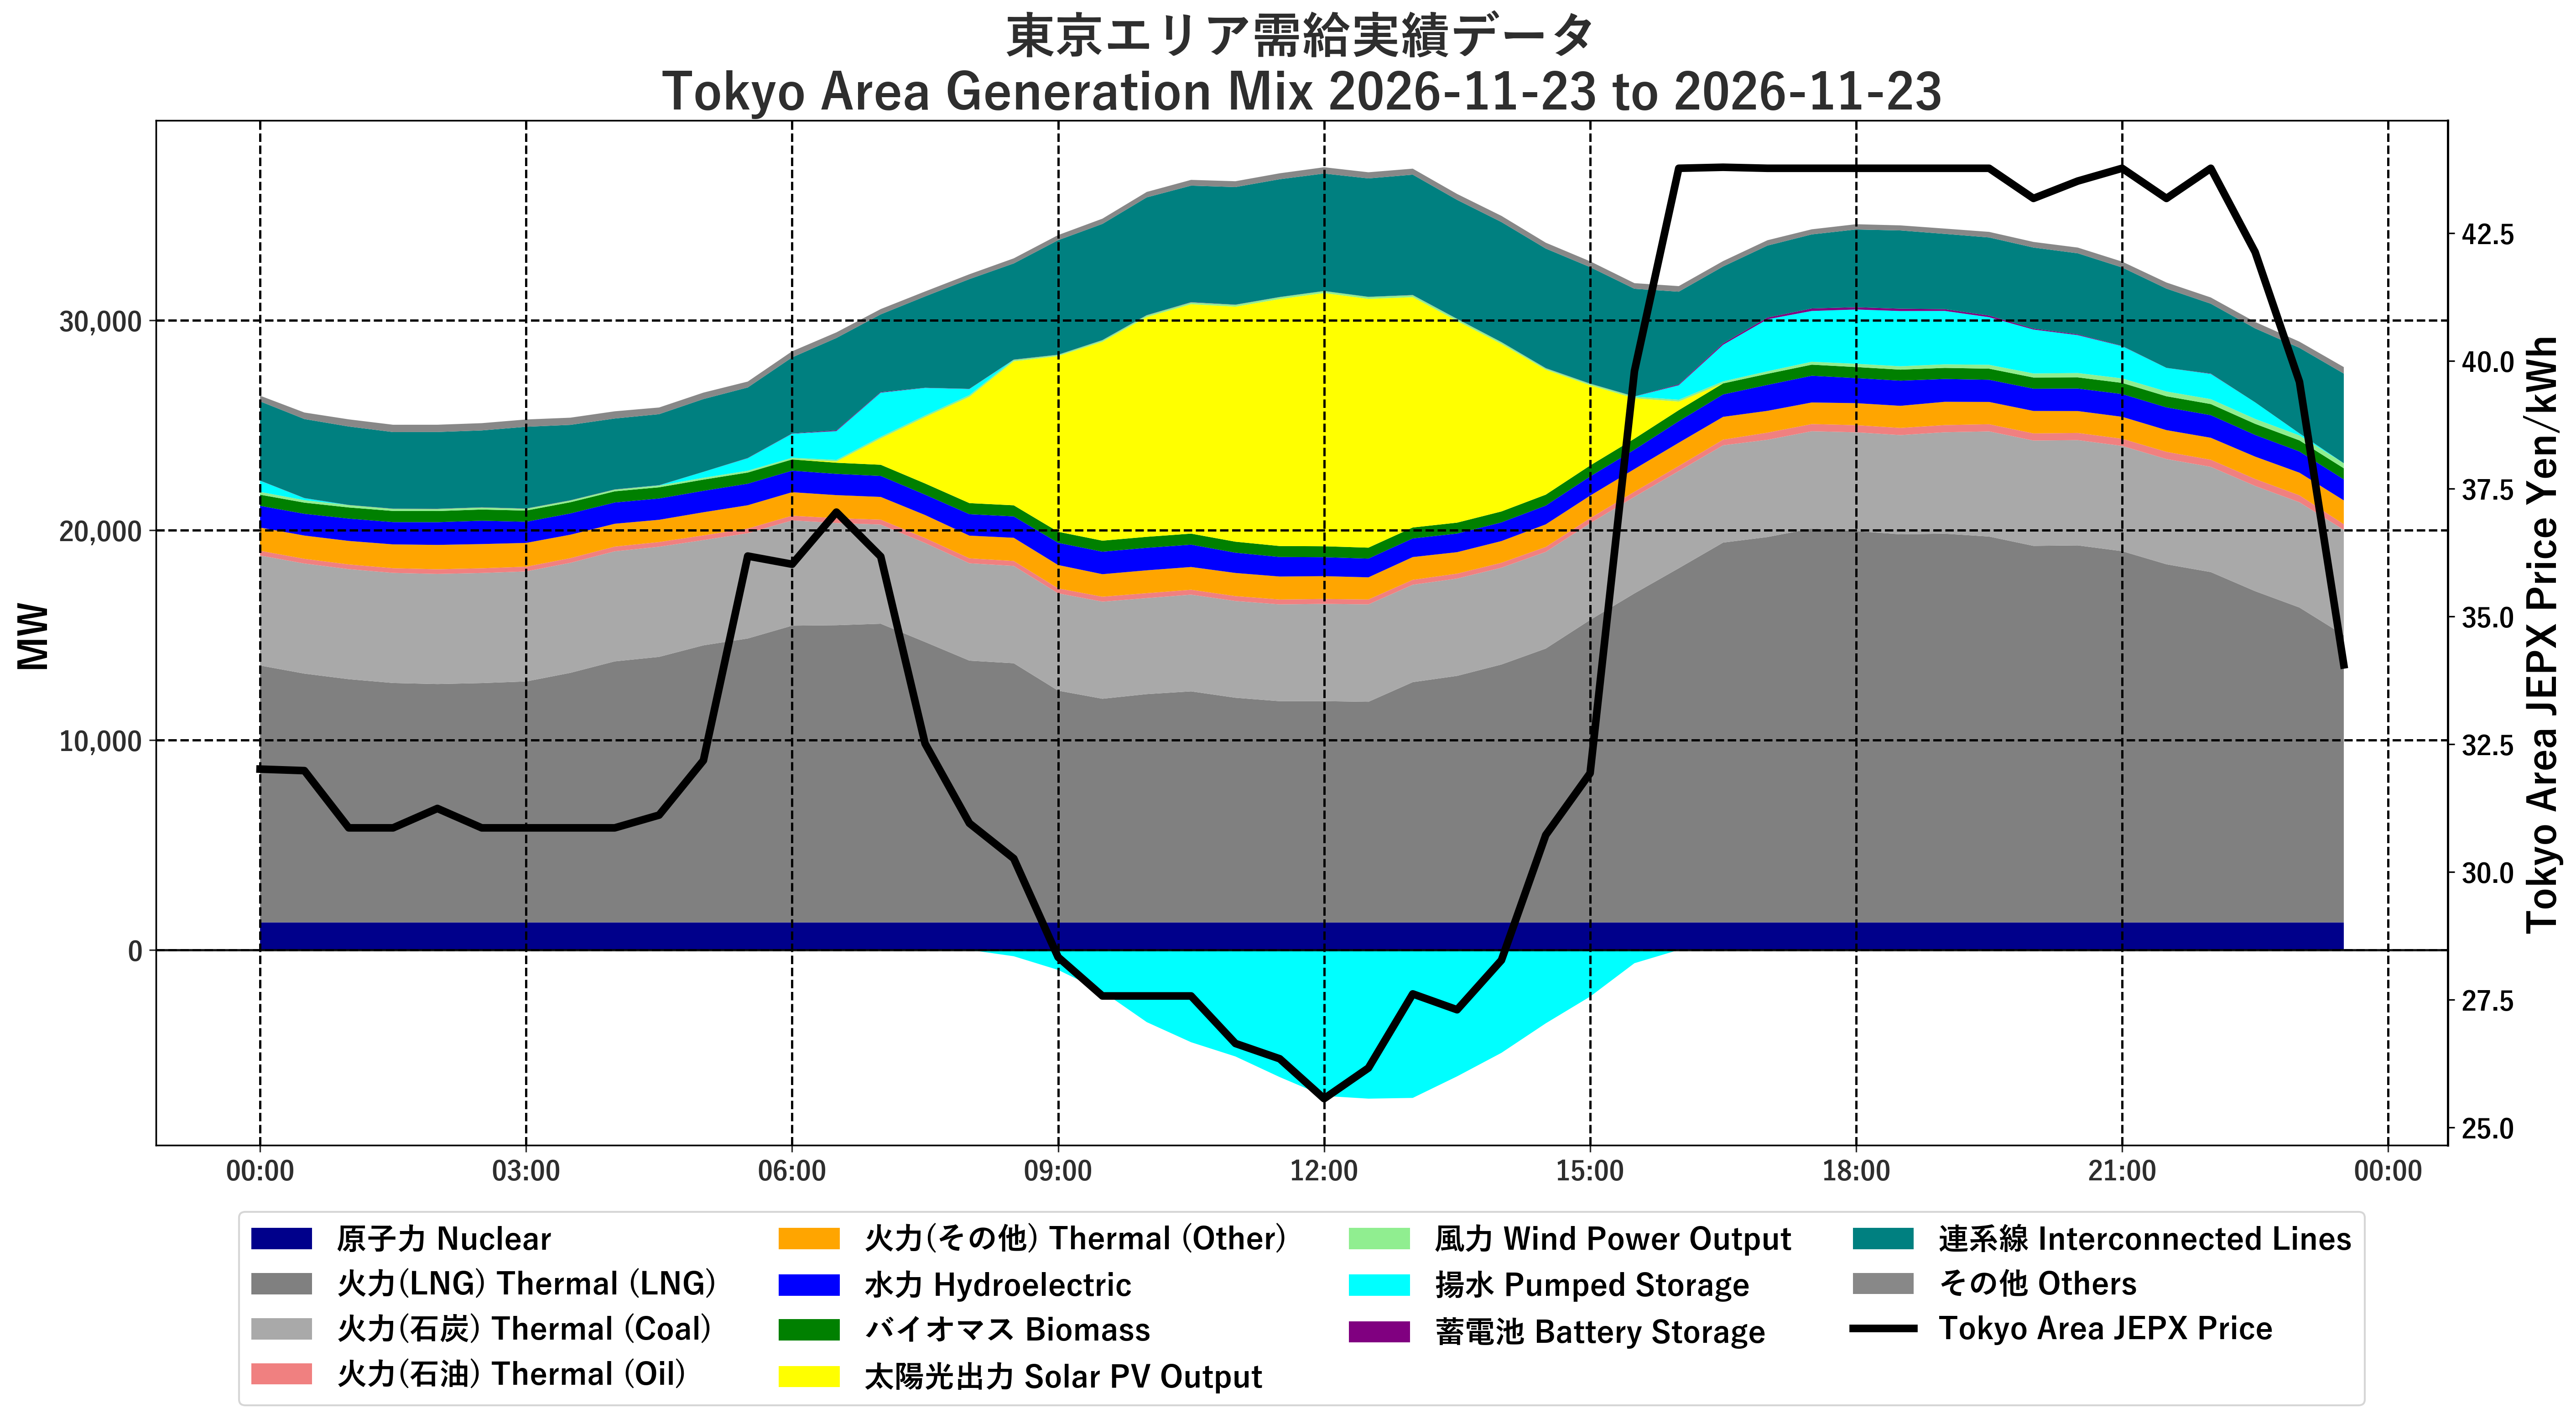 東京エリア需給実績データ
Tokyo Area Generation Mix 2026-11-23 to 2026-11-23
MW
30,000
20,000
10,000
0
42.5
40.0
37.5
35.0
32.5
30.0
27.5
25.0
Tokyo Area JEPX Price Yen/kWh
00:00 03:00 06:00 09:00 12:00 15:00 18:00 21:00 00:00
原子力 Nuclear
火力(LNG) Thermal (LNG)
火力(石炭) Thermal (Coal)
火力(石油) Thermal (Oil)
火力(その他) Thermal (Other)
水力 Hydroelectric
バイオマス Biomass
太陽光出力 Solar PV Output
風力 Wind Power Output
揚水 Pumped Storage
蓄電池 Battery Storage
連系線 Interconnected Lines
その他 Others
Tokyo Area JEPX Price